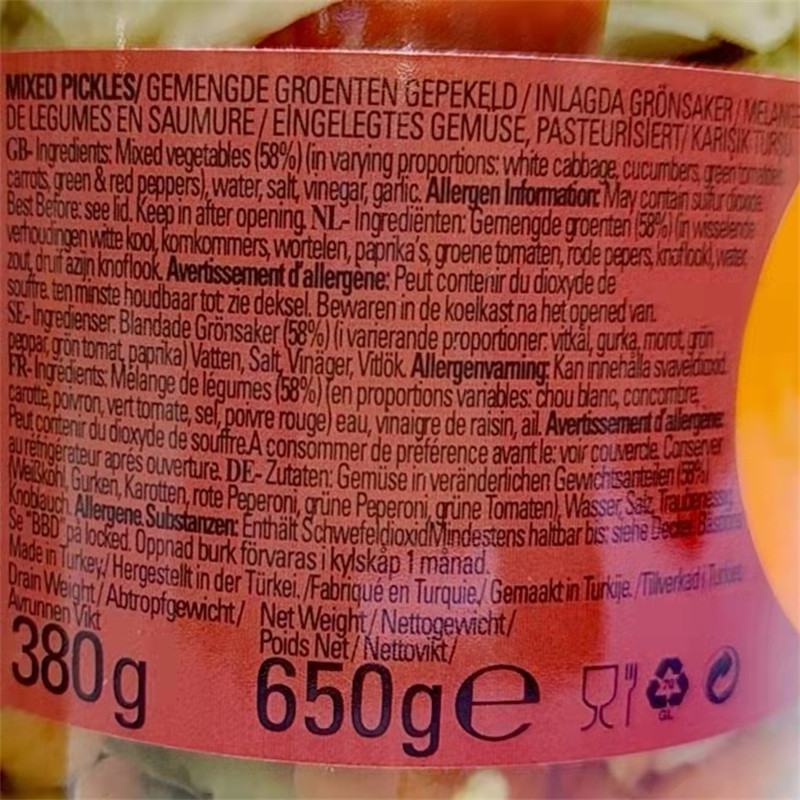 MIXED PICKLES/ GEMENGDE GROENTEN GEPEKELD / INLAGDA GRÖNSAKER / MELANGE
DE LEGUMES EN SAUMURE / EINGELEGTES GEMÜSE, PASTEURISIERT/ KARIŞIK TURŞU
GB- Ingredients: Mixed vegetables (58%) (in varying proportions: white cabbage, cucumbers, green tomatoes,
carrots, green & red peppers), water, salt, vinegar, garlic. Allergen Information: May contain sulfur dioxide.
Best Before: see lid. Keep in after opening. NL- Ingrediënten: Gemengde groenten (58%) (in wisselende
verhoudingen witte kool, komkommers, wortelen, paprika's, groene tomaten, rode pepers, knoflook), water,
zout, druif azijn knoflook. Avertissement d'allergène: Peut contenir du dioxyde de
souffre. ten minste houdbaar tot: zie deksel. Bewaren in de koelkast na het opened van.
SE- Ingredienser: Blandade Grönsaker (58%) (i varierande proportioner: vitkål, gurka, morot, grön
peppar, grön tomat, paprika) Vatten, Salt, Vinäger, Vitlök. Allergenvarning: Kan innehålla svaveldioxid.
FR- Ingrédients: Mélange de légumes (58%) (en proportions variables: chou blanc, concombre,
carotte, poivron, vert tomate, sel, poivre rouge) eau, vinaigre de raisin, ail. Avertissement d'allergène:
Peut contenir du dioxyde de souffre.A consommer de préférence avant le: voir couvercle. Conserver
au réfrigérateur après ouverture. DE- Zutaten: Gemüse in veränderlichen Gewichtsanteilen (58%)
(Weißkohl, Gurken, Karotten, rote Peperoni, grüne Peperoni, grüne Tomaten), Wasser, Salz, Traubenessig,
Knoblauch. Allergene Substanzen: Enthält SchwefeldioxidMindestens haltbar bis: siehe Deckel.
Se "BBD" på locked. Öppnad burk förvaras i kylskåp 1 månad.
Made in Turkey/ Hergestellt in der Türkei. /Fabriqué en Turquie./ Gemaakt in Turkije. /Tillverkad i Turkiet
Drain Weight / Abtropfgewicht/
Avrunnen Vikt
380g
Net Weight / Nettogewicht/
Poids Net / Nettovikt/
650g e
70
GL